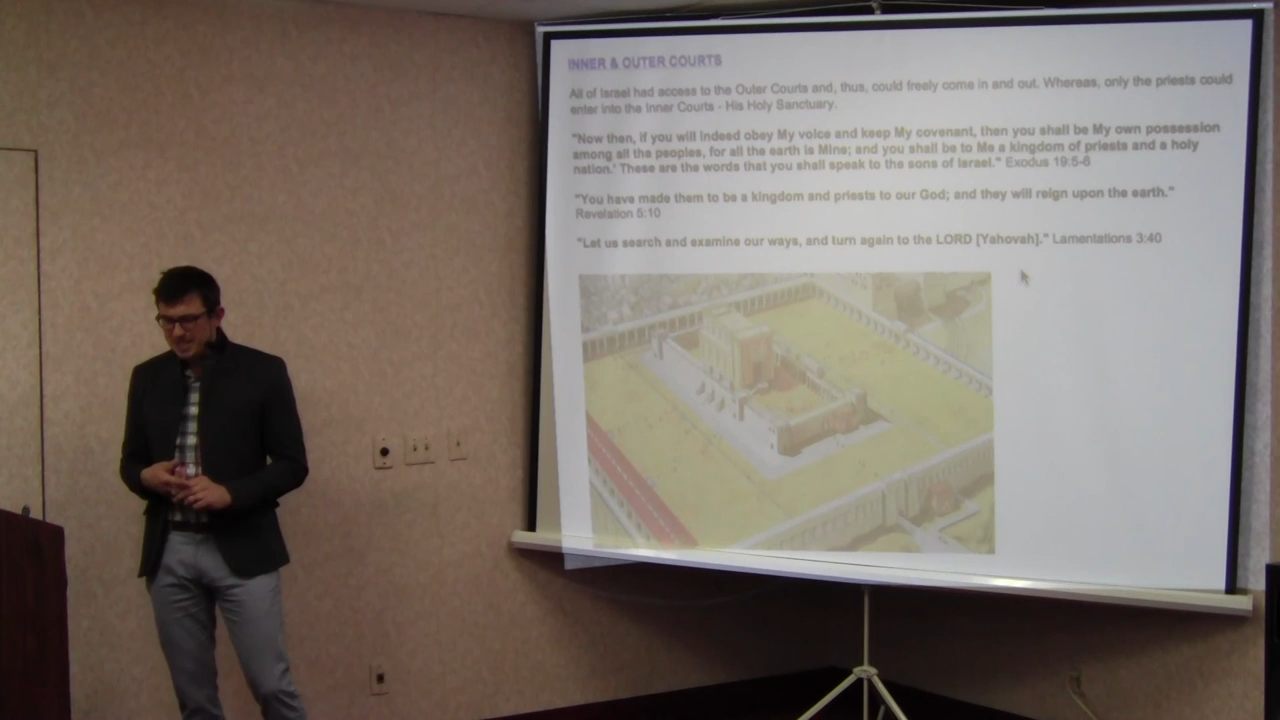 INNER & OUTER COURTS
All of Israel had access to the Outer Courts and, thus, could freely come in and out. Whereas, only the priests could
enter into the Inner Courts - His Holy Sanctuary.
"Now then, if you will indeed obey My voice and keep My covenant, then you shall be My own possession
among all the peoples, for all the earth is Mine; and you shall be to Me a kingdom of priests and a holy
nation.' These are the words that you shall speak to the sons of Israel." Exodus 19:5-6
"You have made them to be a kingdom and priests to our God; and they will reign upon the earth."
Revelation 5:10
"Let us search and examine our ways, and turn again to the LORD [Yahovah]." Lamentations 3:40